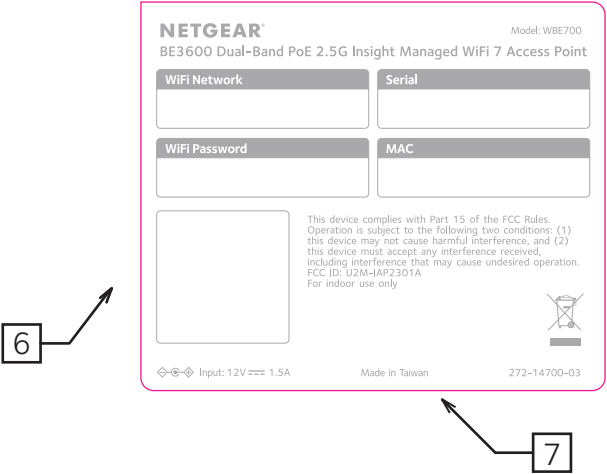 NETGEAR®
Model: WBE700
BE3600 Dual-Band PoE 2.5G Insight Managed WiFi 7 Access Point
WiFi Network
Serial
WiFi Password
MAC
This device complies with Part 15 of the FCC Rules.
Operation is subject to the following two conditions: (1)
this device may not cause harmful interference, and (2)
this device must accept any interference received,
including interference that may cause undesired operation.
FCC ID: U2M-JAP2301A
For indoor use only
6
Input: 12V ⎓ 1.5A
Made in Taiwan
272-14700-03
7